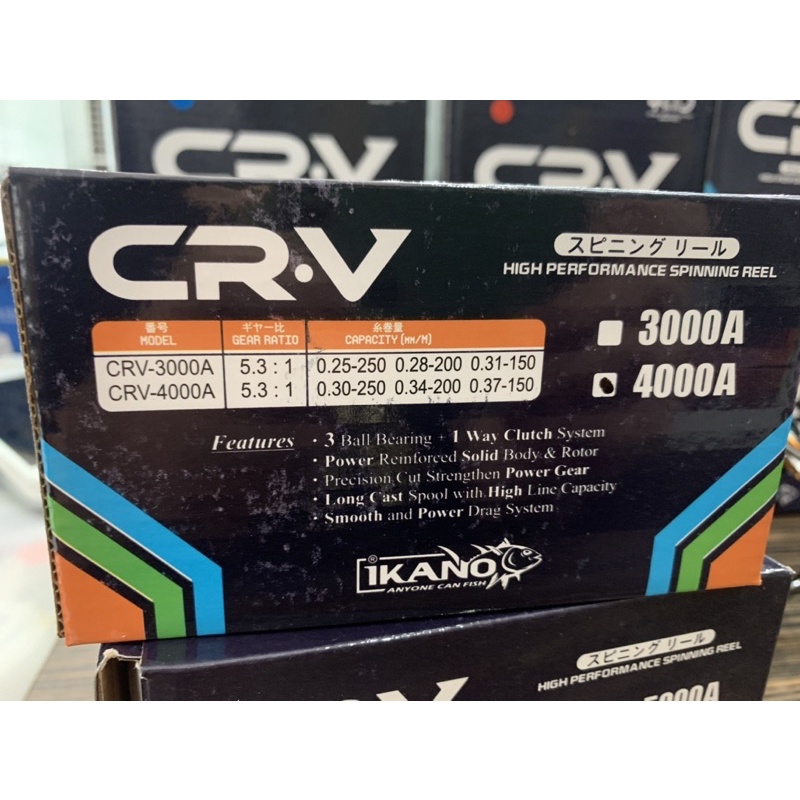 CR-V
CR-V
CR·V
スピニング リール
HIGH PERFORMANCE SPINNING REEL
番号 ギヤー比 糸巻量
MODEL GEAR RATIO CAPACITY (MM/M)
CRV-3000A 5.3 : 1 0.25-250 0.28-200 0.31-150
CRV-4000A 5.3 : 1 0.30-250 0.34-200 0.37-150
3000A
4000A
Features · 3 Ball Bearing + 1 Way Clutch System
· Power Reinforced Solid Body & Rotor
· Precision Cut Strengthen Power Gear
· Long Cast Spool with High Line Capacity
· Smooth and Power Drag System
® IKANO
ANYONE CAN FISH
スピニング リール
HIGH PERFORMANCE SPINNING REEL